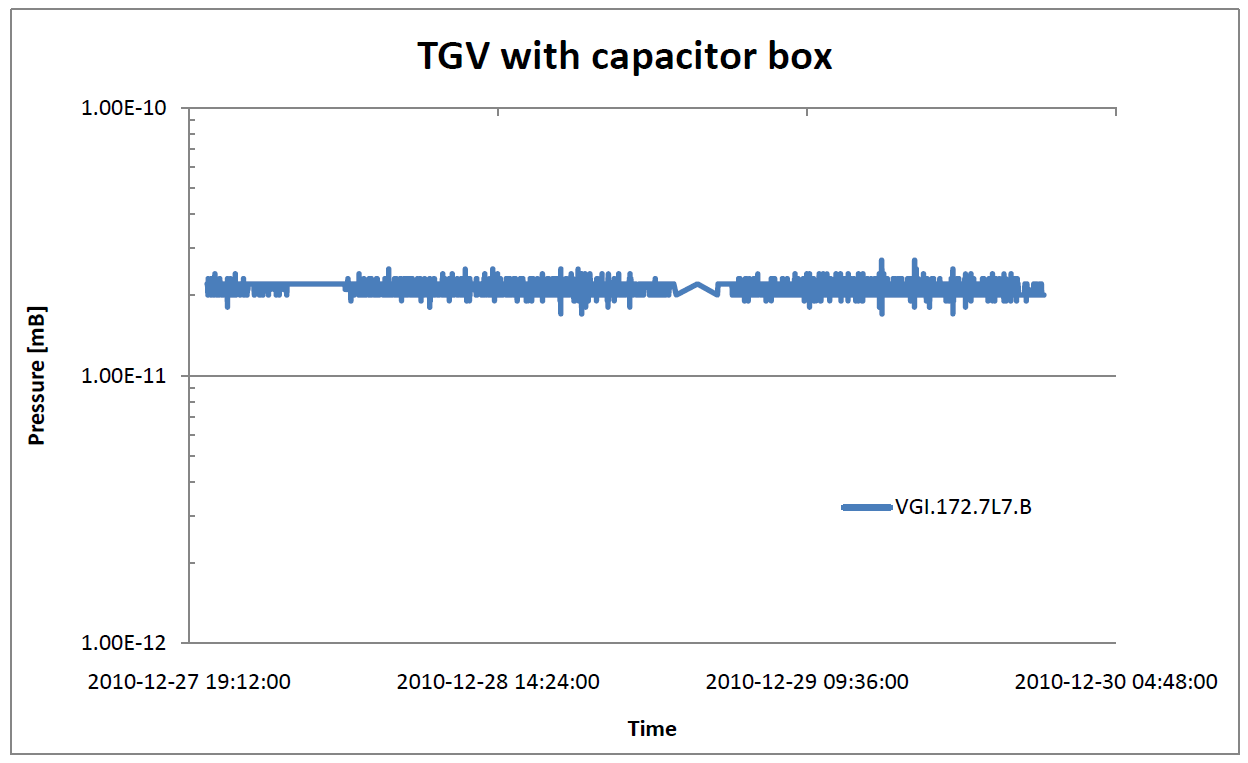 TGV with capacitor box
1.00E-10
1.00E-11
1.00E-12
Pressure [mB]
VGI.172.7L7.B
2010-12-27 19:12:00 2010-12-28 14:24:00 2010-12-29 09:36:00 2010-12-30 04:48:00
Time